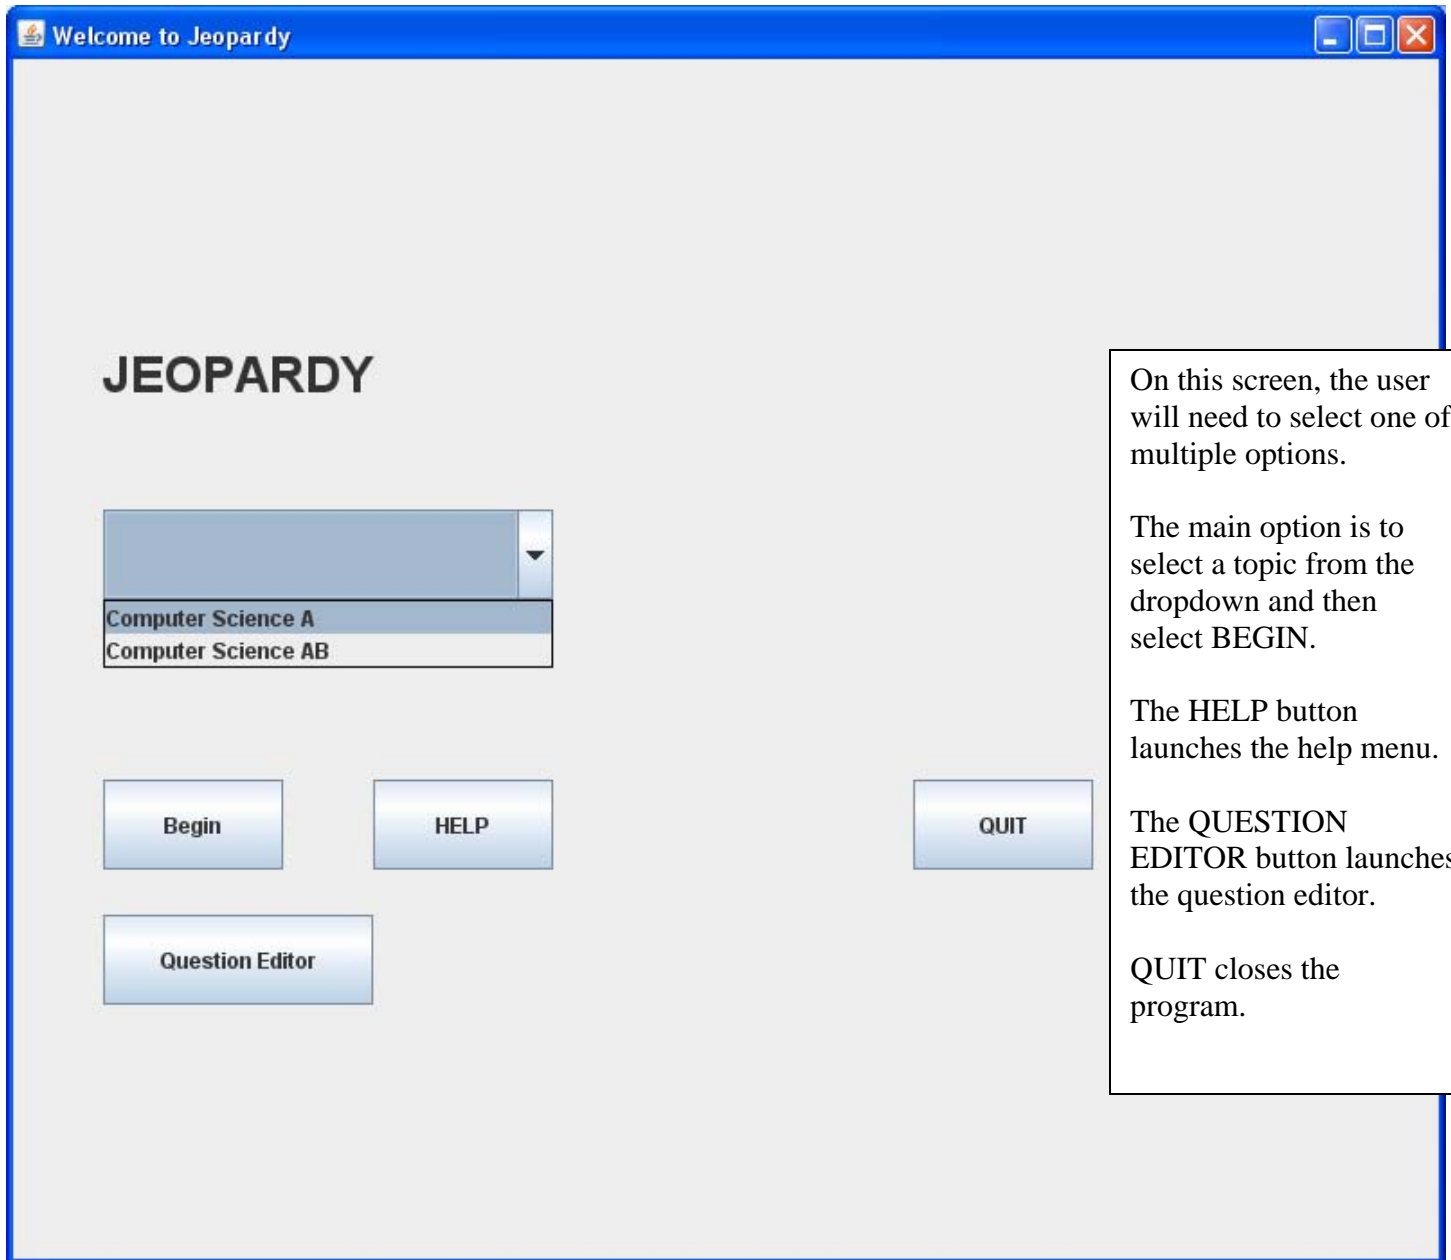 Welcome to Jeopardy
JEOPARDY
Computer Science A
Computer Science AB
Begin
HELP
QUIT
Question Editor
On this screen, the user
will need to select one of
multiple options.
The main option is to
select a topic from the
dropdown and then
select BEGIN.
The HELP button
launches the help menu.
The QUESTION
EDITOR button launches
the question editor.
QUIT closes the
program.